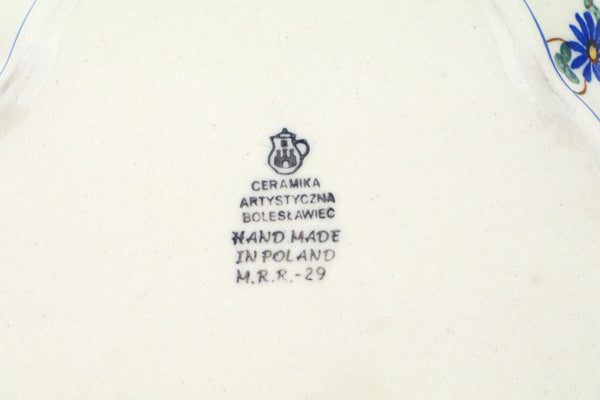 CERAMIKA
ARTYSTYCZNA
BOLESŁAWIEC
HAND MADE
IN POLAND
M.R.R.-29